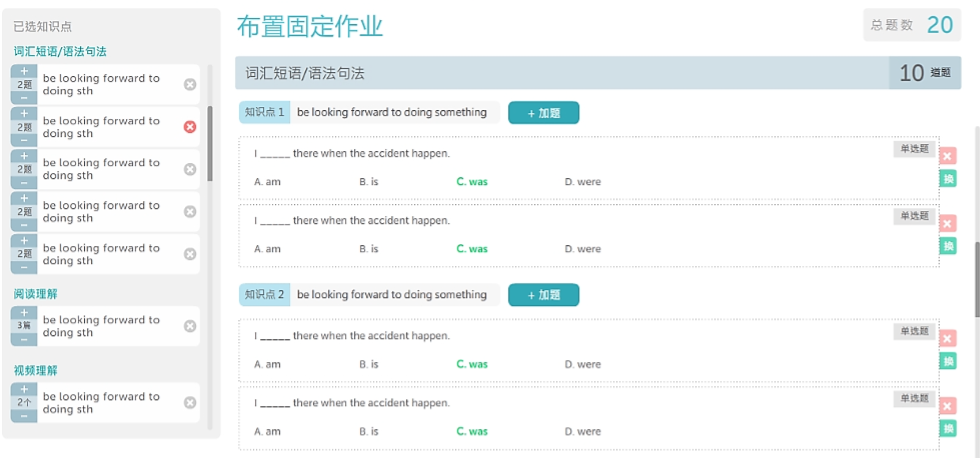 已选知识点
词汇短语/语法句法
+
2题
−
be looking forward to
doing sth
+
2题
−
be looking forward to
doing sth
+
2题
−
be looking forward to
doing sth
+
2题
−
be looking forward to
doing sth
+
2题
−
be looking forward to
doing sth
阅读理解
+
3篇
−
be looking forward to
doing sth
视频理解
+
2个
−
be looking forward to
doing sth
布置固定作业
总题数 20
词汇短语/语法句法 10 道题
知识点 1 be looking forward to doing something + 加题
I _____ there when the accident happen. 单选题
A. am B. is C. was D. were 换
I _____ there when the accident happen. 单选题
A. am B. is C. was D. were 换
知识点 2 be looking forward to doing something + 加题
I _____ there when the accident happen. 单选题
A. am B. is C. was D. were 换
I _____ there when the accident happen. 单选题
A. am B. is C. was D. were 换